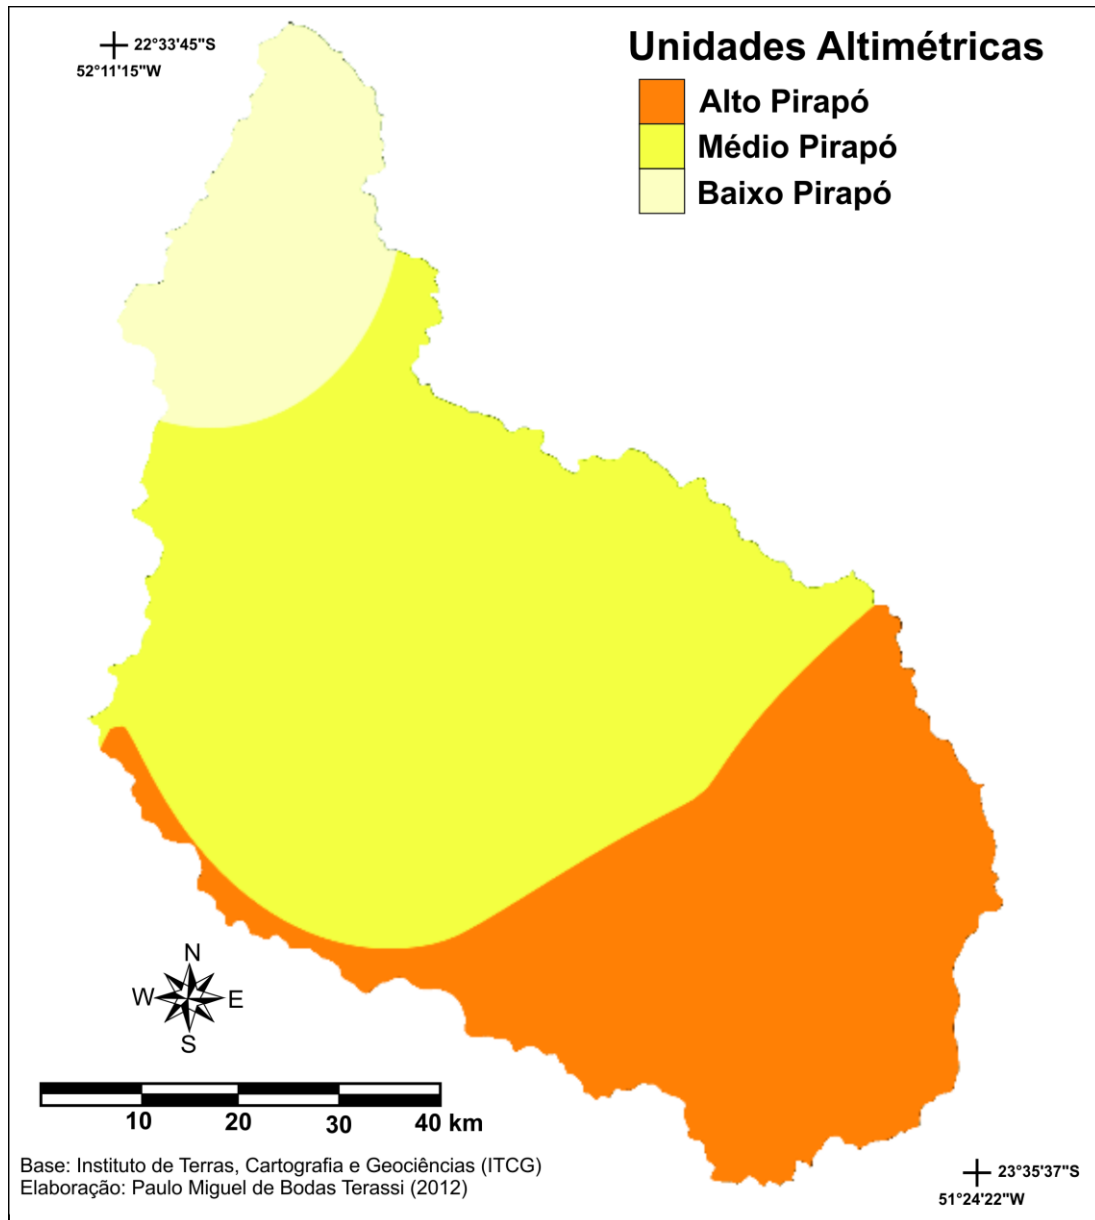 22°33'45"S
52°11'15"W
Unidades Altimétricas
Alto Pirapó
Médio Pirapó
Baixo Pirapó
N
W E
S
10 20 30 40 km
Base: Instituto de Terras, Cartografia e Geociências (ITCG)
Elaboração: Paulo Miguel de Bodas Terassi (2012)
23°35'37"S
51°24'22"W